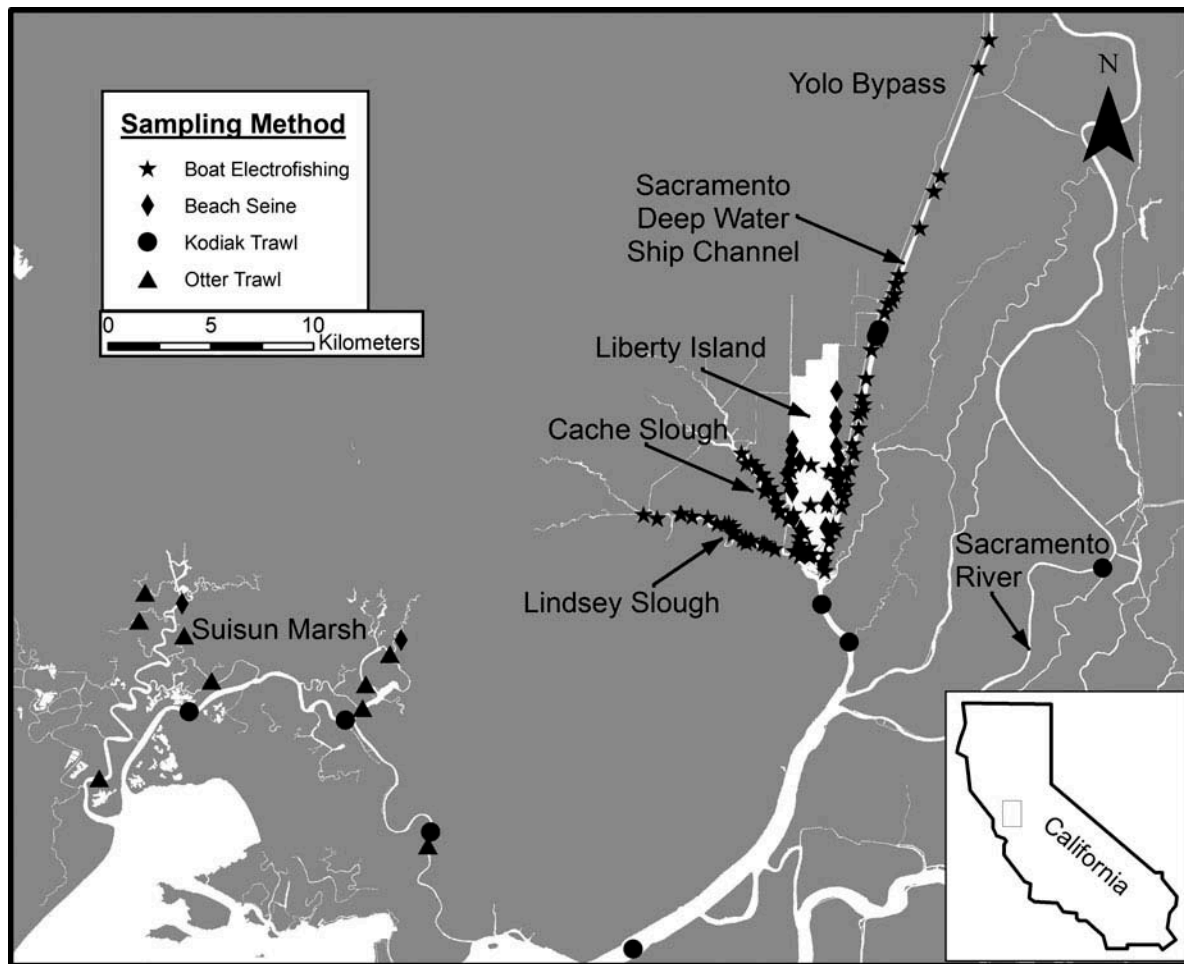 Sampling Method
Boat Electrofishing
Beach Seine
Kodiak Trawl
Otter Trawl
0 5 10
Kilometers
Yolo Bypass
N
Sacramento
Deep Water
Ship Channel
Liberty Island
Cache Slough
Lindsey Slough
Sacramento
River
Suisun Marsh
California